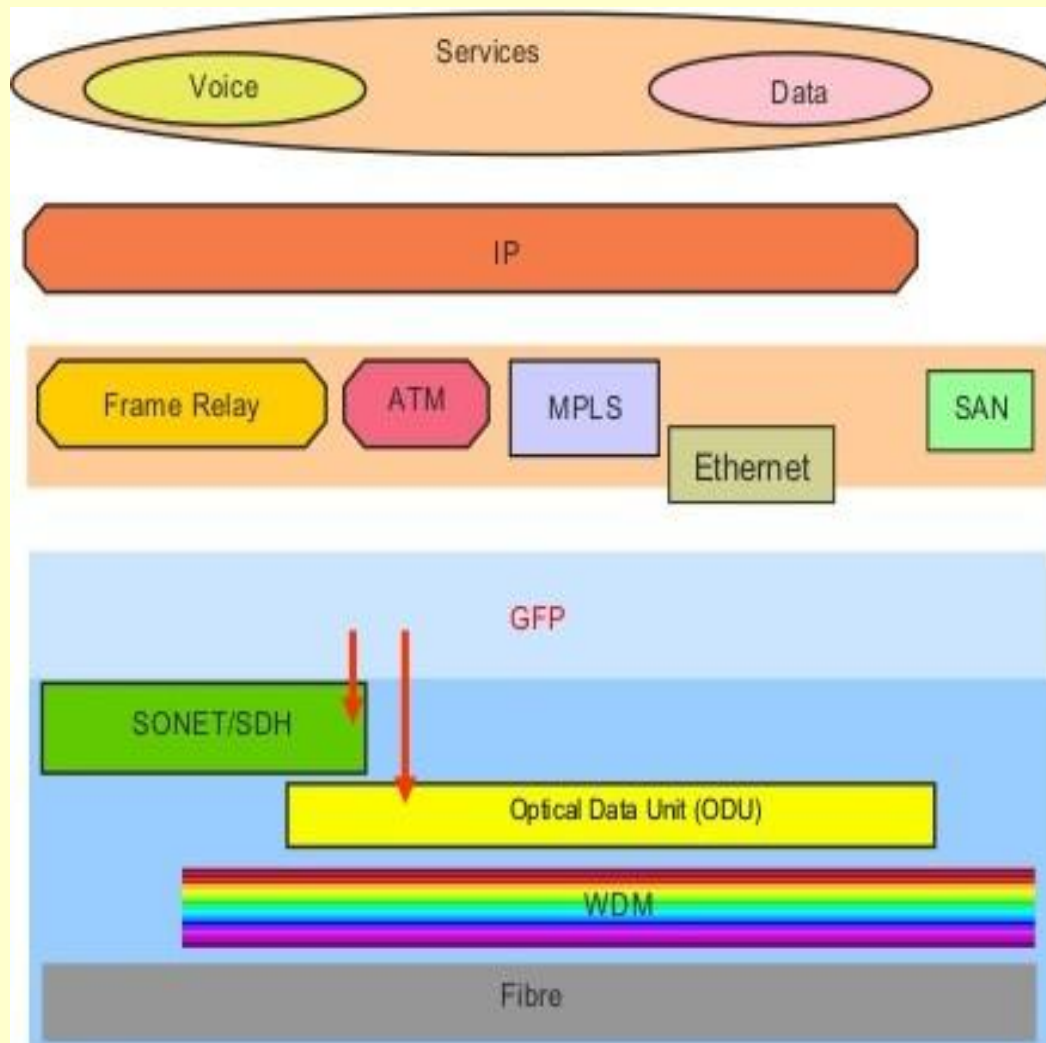 Services
Voice
Data
IP
Frame Relay
ATM
MPLS
SAN
Ethernet
GFP
SONET/SDH
Optical Data Unit (ODU)
WDM
Fibre